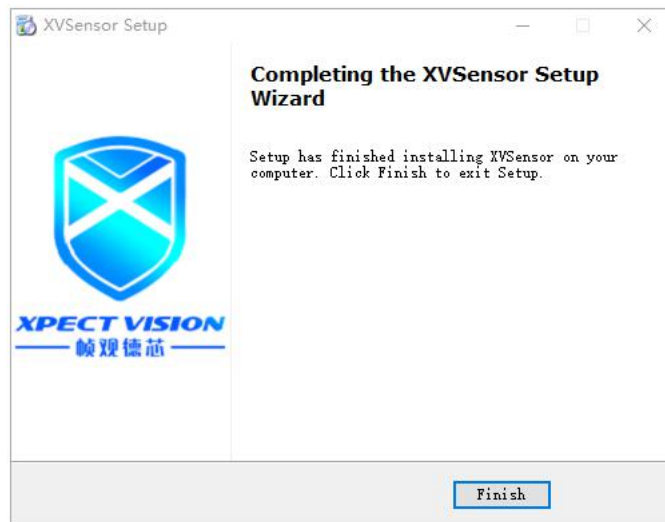 XVSensor Setup
Completing the XVSensor Setup
Wizard
Setup has finished installing XVSensor on your
computer. Click Finish to exit Setup.
XPECT VISION
帧观德芯
Finish